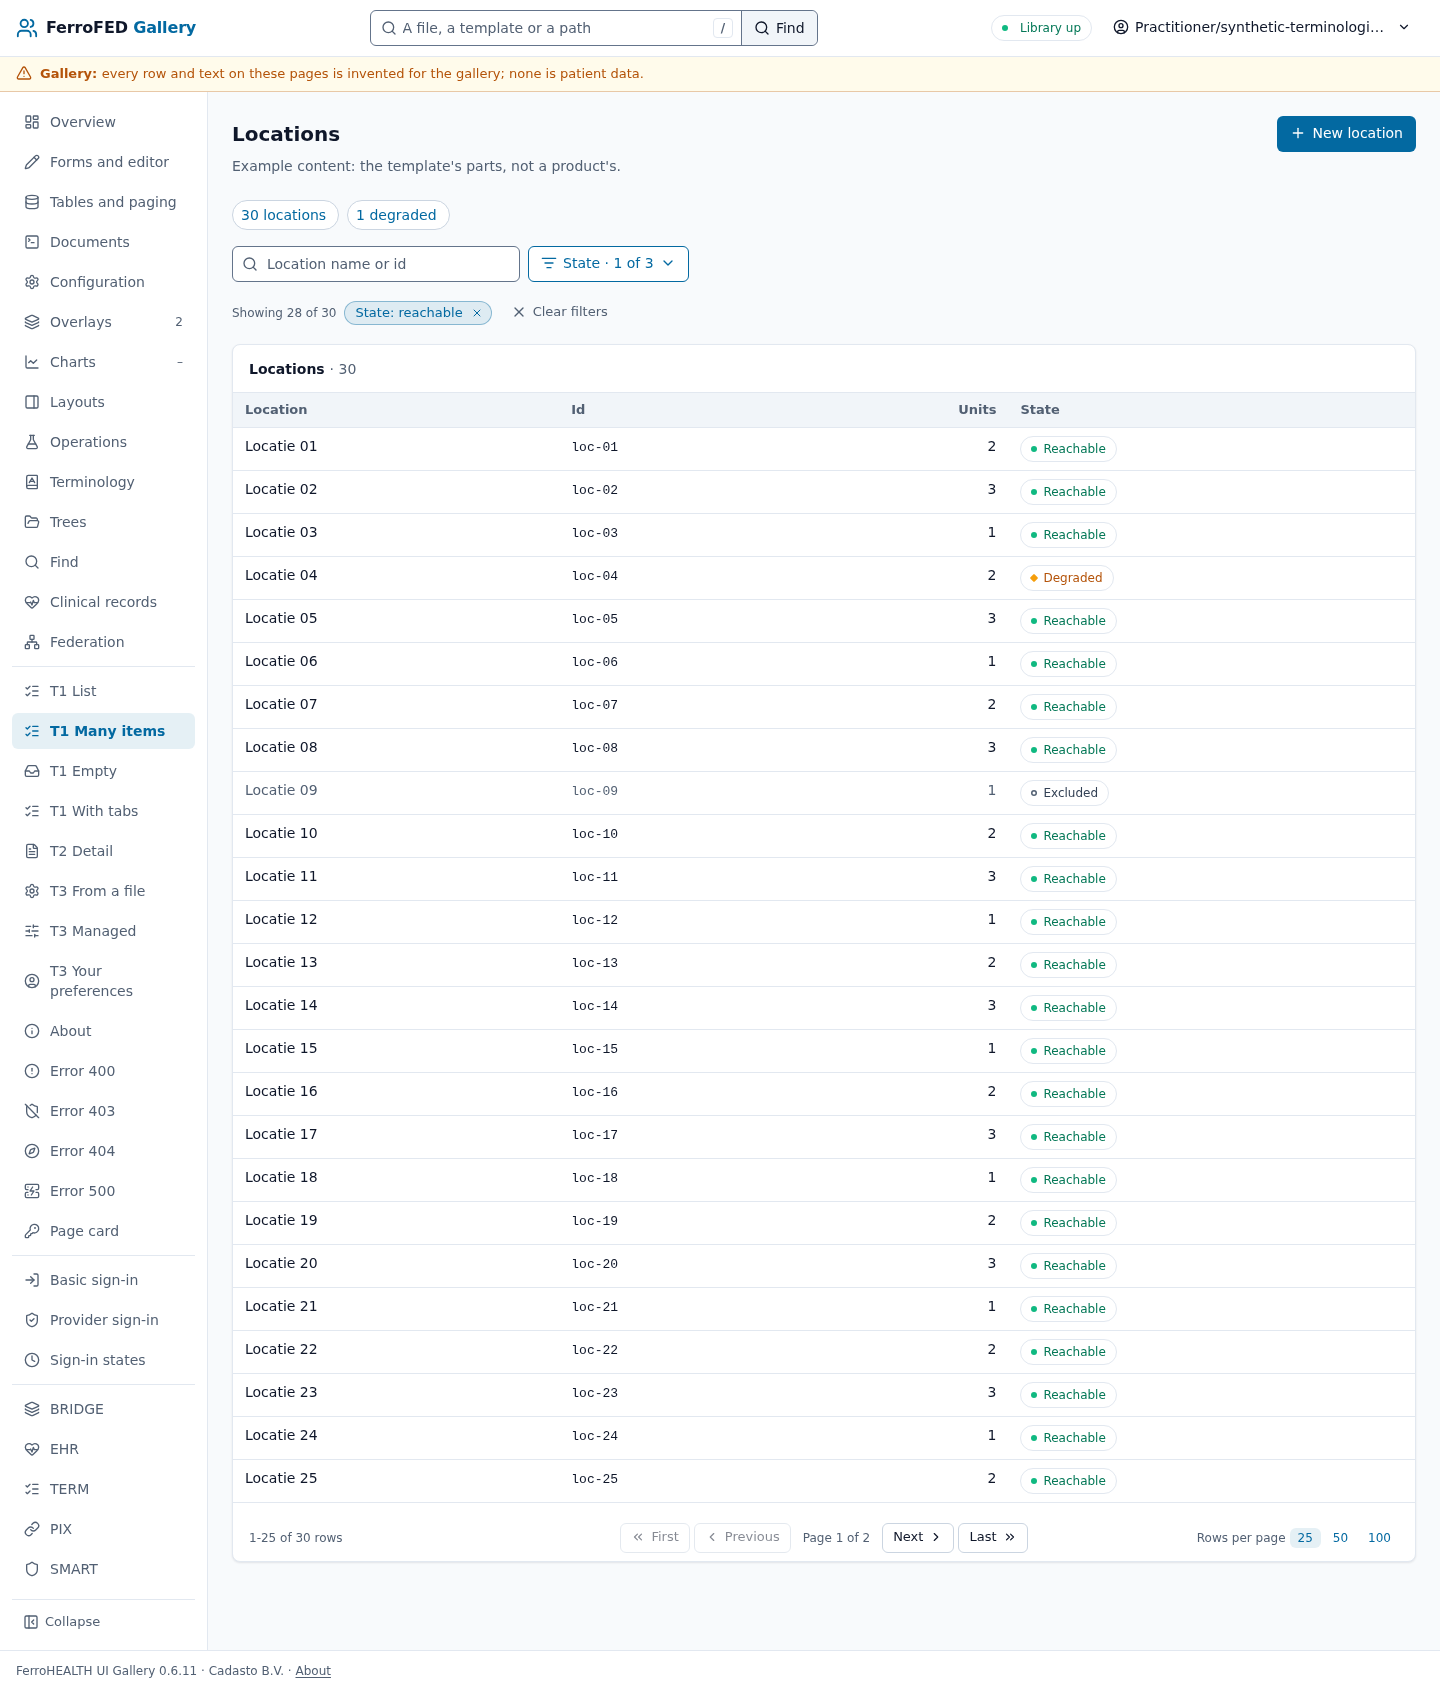 FerroFED Gallery
A file, a template or a path
/
Find
Library up
Practitioner/synthetic-terminologi…
Gallery: every row and text on these pages is invented for the gallery; none is patient data.
Overview
Forms and editor
Tables and paging
Documents
Configuration
Overlays 2
Charts –
Layouts
Operations
Terminology
Trees
Find
Clinical records
Federation
T1 List
T1 Many items
T1 Empty
T1 With tabs
T2 Detail
T3 From a file
T3 Managed
T3 Your
preferences
About
Error 400
Error 403
Error 404
Error 500
Page card
Basic sign-in
Provider sign-in
Sign-in states
BRIDGE
EHR
TERM
PIX
SMART
Collapse
Locations
New location
Example content: the template's parts, not a product's.
30 locations
1 degraded
Location name or id
State · 1 of 3
Showing 28 of 30
State: reachable
Clear filters
Locations · 30
Location Id Units State
Locatie 01 loc-01 2 Reachable
Locatie 02 loc-02 3 Reachable
Locatie 03 loc-03 1 Reachable
Locatie 04 loc-04 2 Degraded
Locatie 05 loc-05 3 Reachable
Locatie 06 loc-06 1 Reachable
Locatie 07 loc-07 2 Reachable
Locatie 08 loc-08 3 Reachable
Locatie 09 loc-09 1 Excluded
Locatie 10 loc-10 2 Reachable
Locatie 11 loc-11 3 Reachable
Locatie 12 loc-12 1 Reachable
Locatie 13 loc-13 2 Reachable
Locatie 14 loc-14 3 Reachable
Locatie 15 loc-15 1 Reachable
Locatie 16 loc-16 2 Reachable
Locatie 17 loc-17 3 Reachable
Locatie 18 loc-18 1 Reachable
Locatie 19 loc-19 2 Reachable
Locatie 20 loc-20 3 Reachable
Locatie 21 loc-21 1 Reachable
Locatie 22 loc-22 2 Reachable
Locatie 23 loc-23 3 Reachable
Locatie 24 loc-24 1 Reachable
Locatie 25 loc-25 2 Reachable
1-25 of 30 rows
First
Previous
Page 1 of 2
Next
Last
Rows per page 25 50 100
FerroHEALTH UI Gallery 0.6.11 · Cadasto B.V. · About